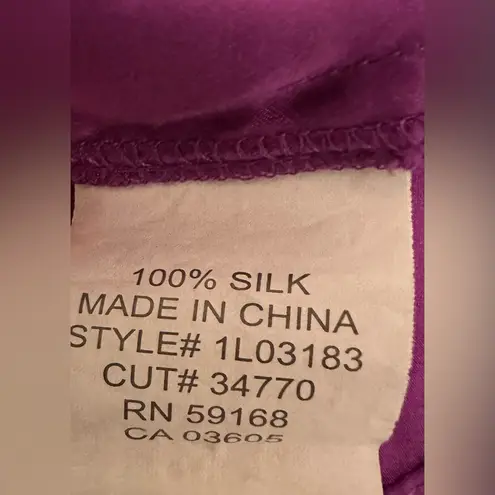 100% SILK
MADE IN CHINA
STYLE# 1L03183
CUT# 34770
RN 59168
CA 03605